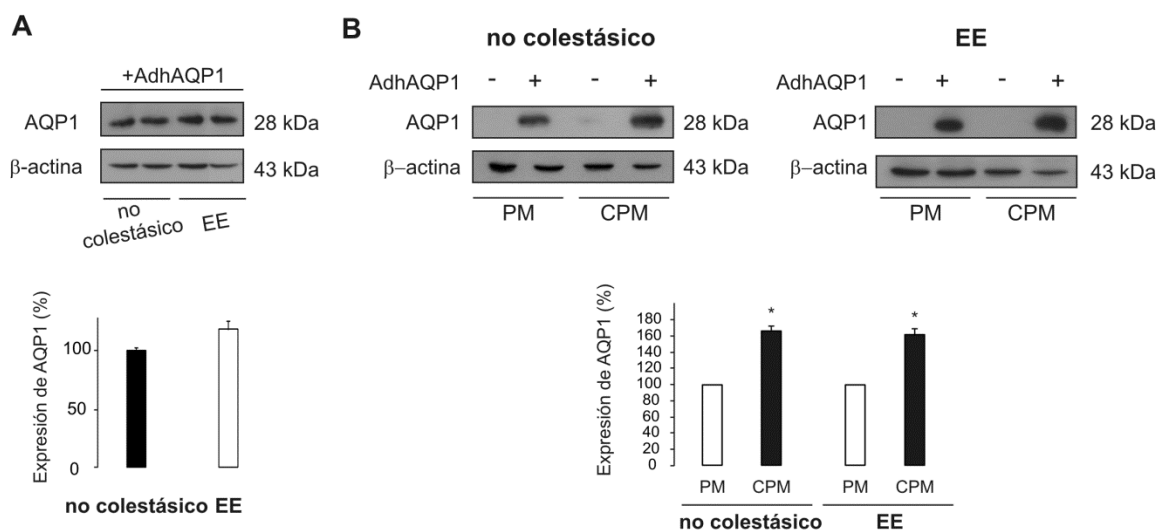 A
+AdhAQP1
AQP1 28 kDa
β-actina 43 kDa
no colestásico EE
Expresión de AQP1 (%)
100
50
0
no colestásico EE
B
no colestásico EE
AdhAQP1 - + - + AdhAQP1 - + - +
AQP1 28 kDa AQP1 28 kDa
β–actina 43 kDa β–actina 43 kDa
PM CPM PM CPM
Expresión de AQP1 (%)
180
160
140
120
100
80
60
40
20
0
* *
PM CPM PM CPM
no colestásico EE